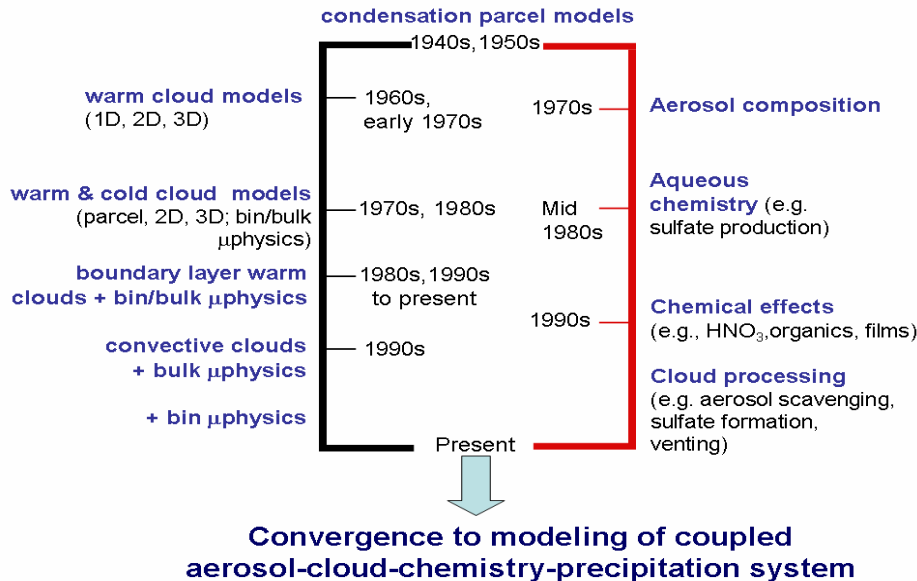 condensation parcel models
1940s, 1950s
warm cloud models
(1D, 2D, 3D)
1960s,
early 1970s
warm & cold cloud models
(parcel, 2D, 3D; bin/bulk
μphysics)
1970s, 1980s
boundary layer warm
clouds + bin/bulk μphysics
1980s, 1990s
to present
convective clouds
+ bulk μphysics
1990s
+ bin μphysics
1970s
Aerosol composition
Mid
1980s
Aqueous
chemistry (e.g.
sulfate production)
1990s
Chemical effects
(e.g., HNO₃,organics, films)
Cloud processing
(e.g. aerosol scavenging,
sulfate formation,
venting)
Present
Convergence to modeling of coupled
aerosol-cloud-chemistry-precipitation system